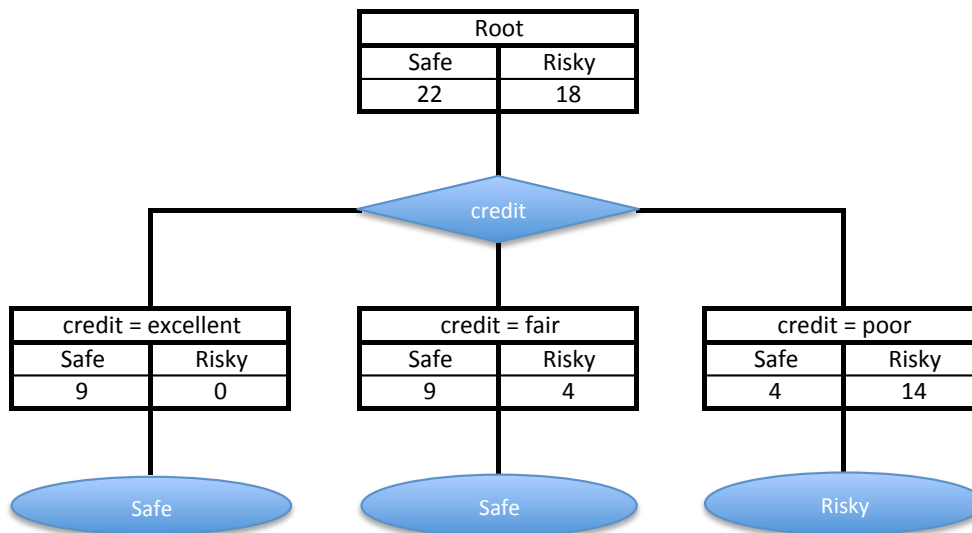 Root
Safe Risky
22 18
credit
credit = excellent
Safe Risky
9 0
credit = fair
Safe Risky
9 4
credit = poor
Safe Risky
4 14
Safe
Safe
Risky